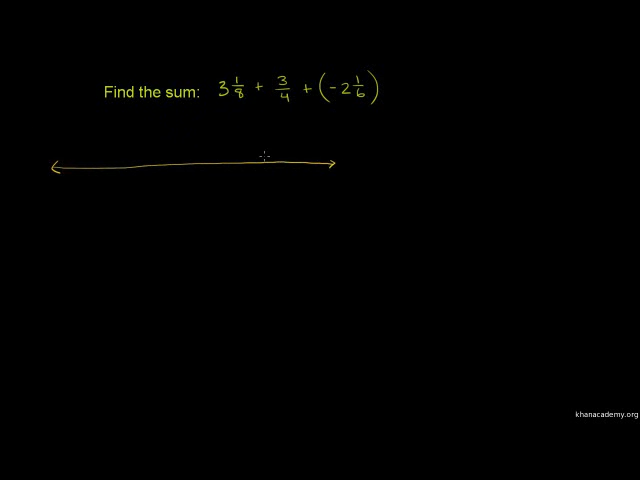 Find the sum: 3 1/8 + 3/4 + (-2 1/6)
khanacademy.org